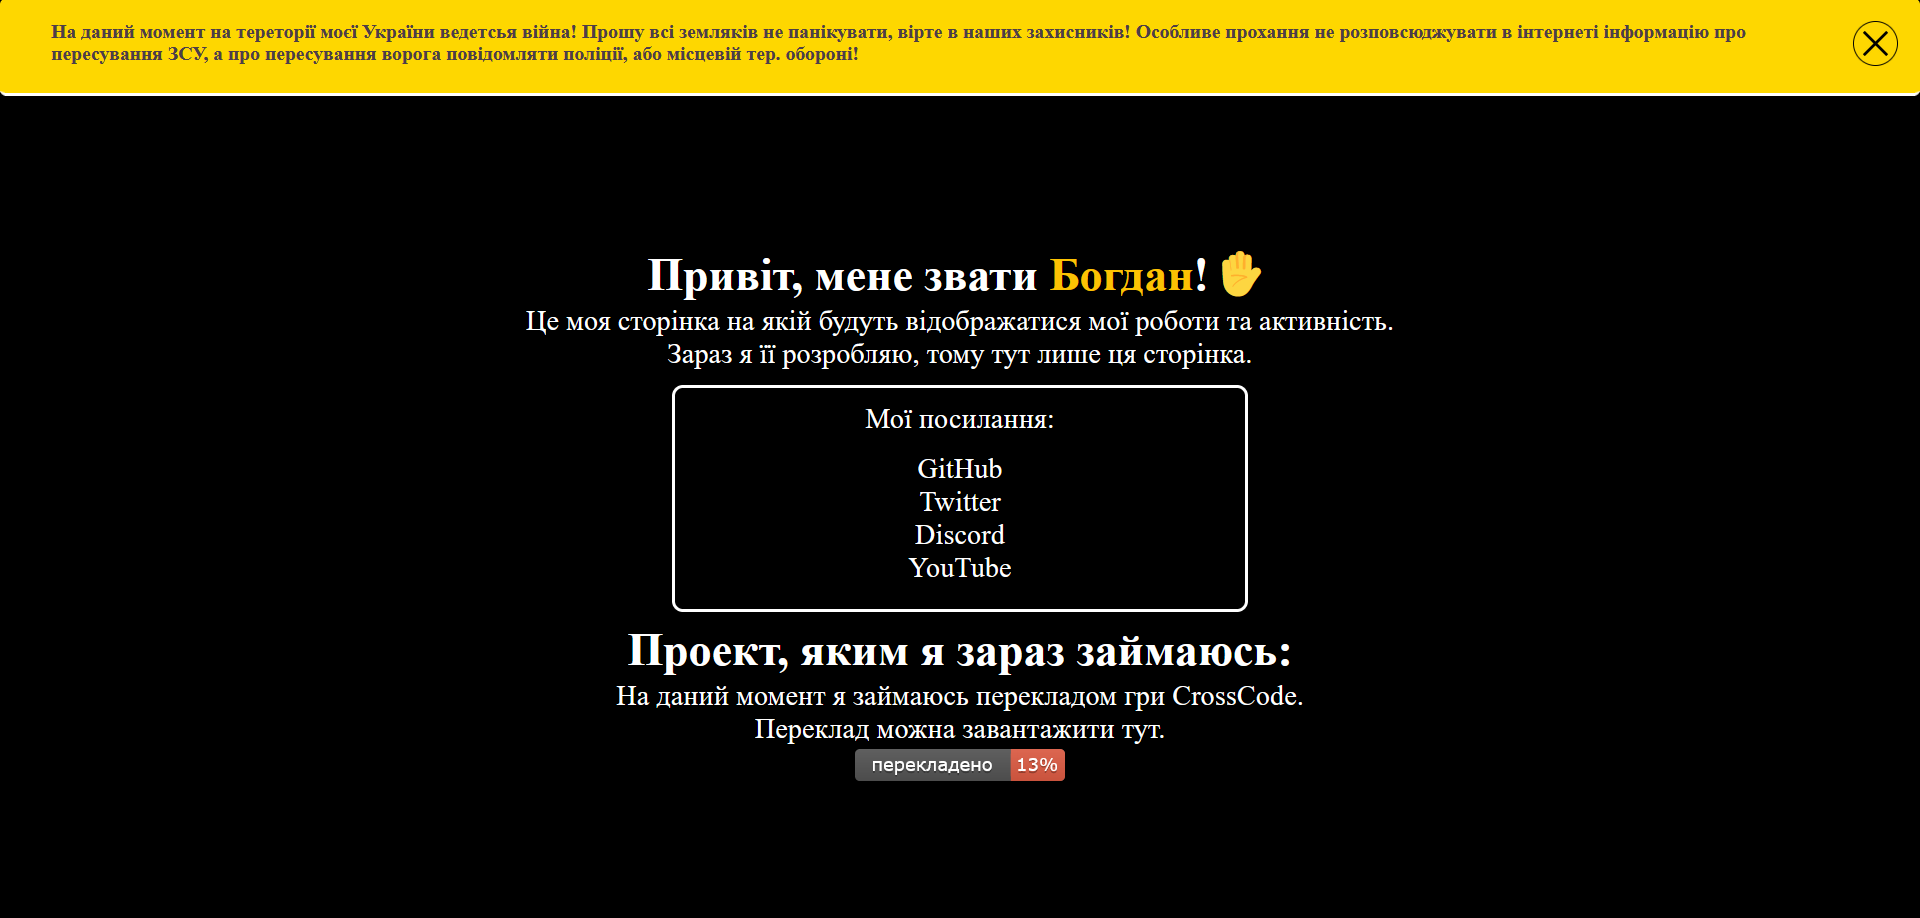 На даний момент на тереторії моєї України ведетсья війна! Прошу всі земляків не панікувати, вірте в наших захисників! Особливе прохання не розповсюджувати в інтернеті інформацію про
пересування ЗСУ, а про пересування ворога повідомляти поліції, або місцевій тер. обороні!
Привіт, мене звати Богдан! ✋
Це моя сторінка на якій будуть відображатися мої роботи та активність.
Зараз я її розробляю, тому тут лише ця сторінка.
Мої посилання:
GitHub
Twitter
Discord
YouTube
Проект, яким я зараз займаюсь:
На даний момент я займаюсь перекладом гри CrossCode.
Переклад можна завантажити тут.
перекладено 13%